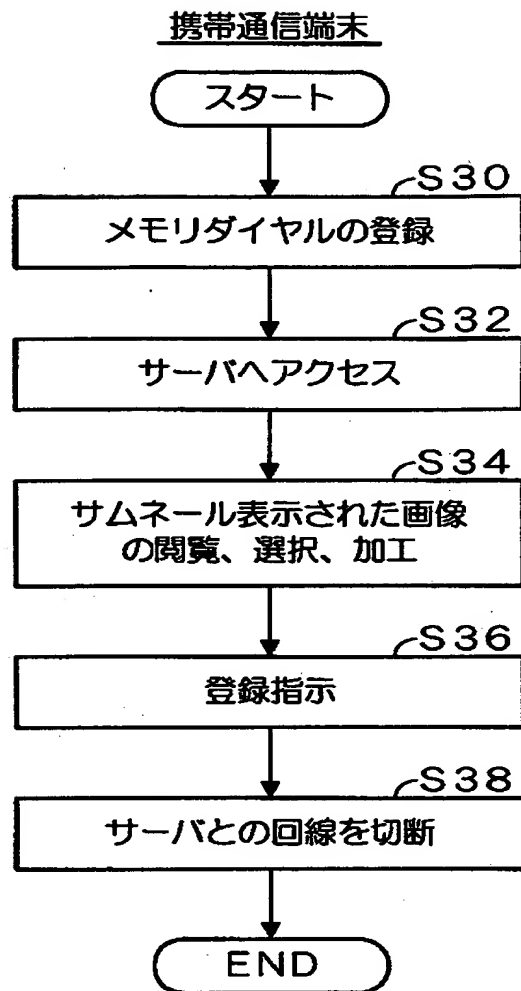 携帯通信端末
スタート
S30
メモリダイヤルの登録
S32
サーバへアクセス
S34
サムネール表示された画像
の閲覧、選択、加工
S36
登録指示
S38
サーバとの回線を切断
END